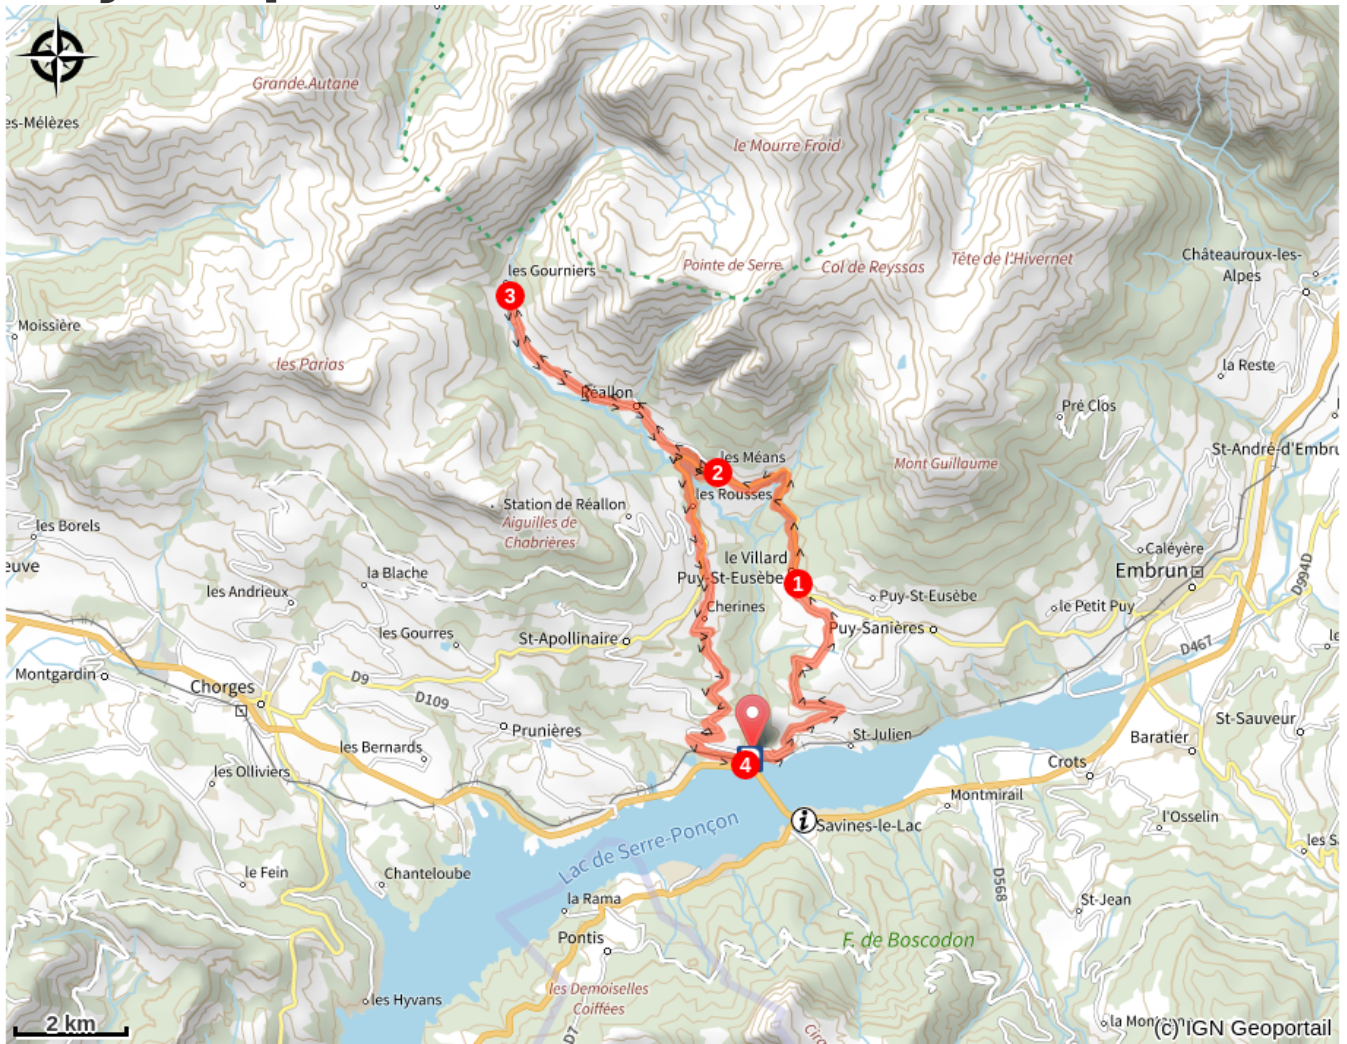 Grande Autane
es-Mélèzes
le Mourre Froid
les Gourniers
Pointe de Serre
Col de Reyssas
Tête de l'Hivernet
Châteauroux-les-
Alpes
3
Moissière
les Parias
Réallon
la Reste
Pré Clos
St-André-d'Embru
les Méans
2
Mont Guillaume
les Rousses
Station de Réallon
Aiguilles de
Chabrières
les Borels
euve
la Blache
le Villard
Puy-St-Eusèbe
1
Caléyère
Embrun
D994D
les Andrieux
Cherines
Puy-St-Eusèbe
le Petit Puy
les Gourres
St-Apollinaire
Puy-Sanières
D467
Montgardin
D9
Chorges
D109
Prunières
St-Julien
St-Sauveur
les Bernards
Baratier
4
les Olliviers
Crots
Montmirail
i
Savines-le-Lac
l'Osselin
Lac de Serre-Ponçon
les S
le Fein
Chanteloube
la Rama
D568
St-Jean
Pontis
F. de Boscodon
les Demoiselles
Coiffées
les Hyvans
D7
2 km
(c) IGN Geoportail